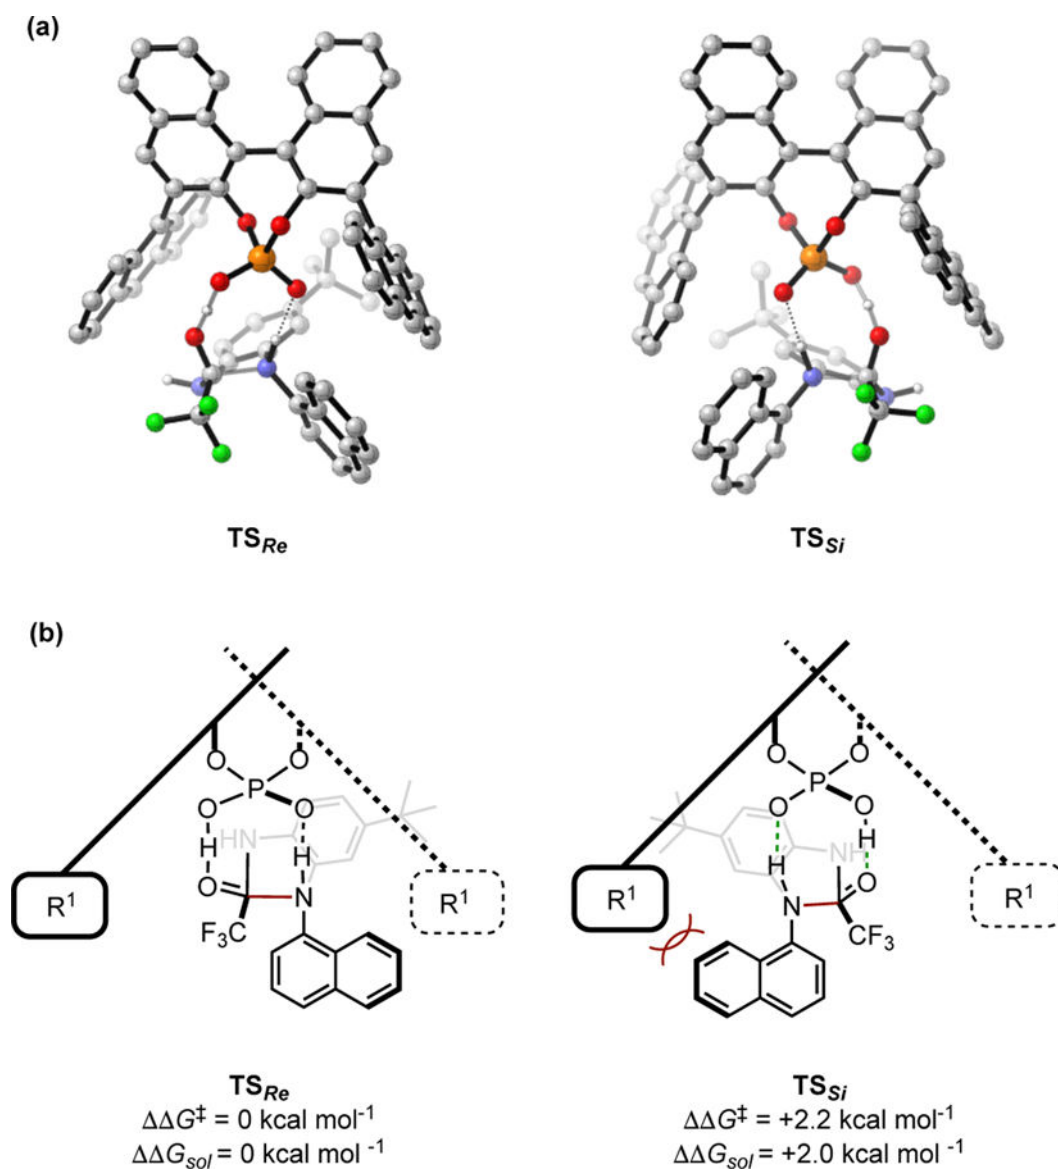 (a)
TS_Re TS_Si
(b)
O O P O O HN H H O N F₃C R¹ R¹
O O P O O H H NH O N CF₃ R¹ R¹
TS_Re TS_Si
ΔΔG‡ = 0 kcal mol⁻¹ ΔΔG‡ = +2.2 kcal mol⁻¹
ΔΔG_sol = 0 kcal mol⁻¹ ΔΔG_sol = +2.0 kcal mol⁻¹